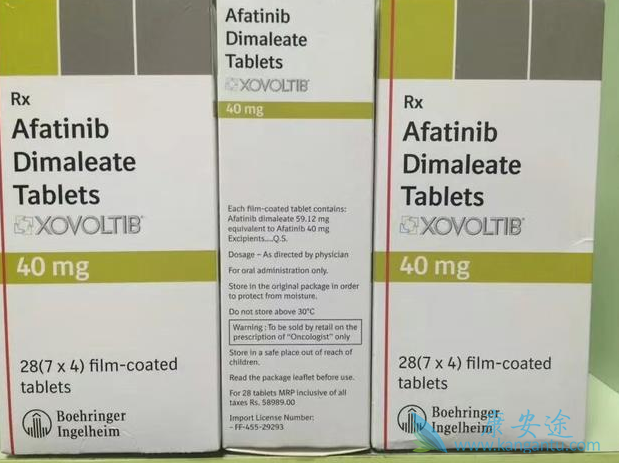 Rx
Afatinib
Dimaleate
Tablets
XOVOLTIB®
40 mg
28(7 x 4) film-coated
tablets
Boehringer
Ingelheim
Afatinib
Dimaleate
Tablets
XOVOLTIB®
40 mg
Each film-coated tablet contains:
Afatinib dimaleate 59.12 mg
equivalent to Afatinib 40 mg
Excipients....Q.S.
Dosage – As directed by physician
For oral administration only.
Store in the original package in order
to protect from moisture.
Do not store above 30°C
Warning : To be sold by retail on the
prescription of "Oncologist" only
Store in a safe place out of reach of
children.
Read the package leaflet before use.
For 28 tablets MRP inclusive of all
taxes Rs. 58989.00
Import License Number:
- FF-455-29293
Rx
Afatinib
Dimaleate
Tablets
XOVOLTIB®
40 mg
28(7 x 4) film-coated
tablets
Boehringer
Ingelheim
康安途